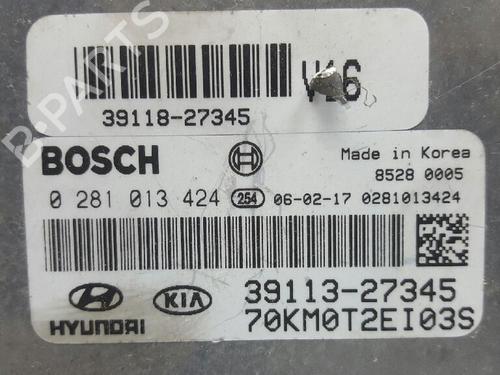 V16
39118-27345
BOSCH
Made in Korea
8528 0005
0 281 013 424 254 06-02-17 0281013424
HYUNDAI KIA
39113-27345
70KM0T2EI03S
B-PARTS